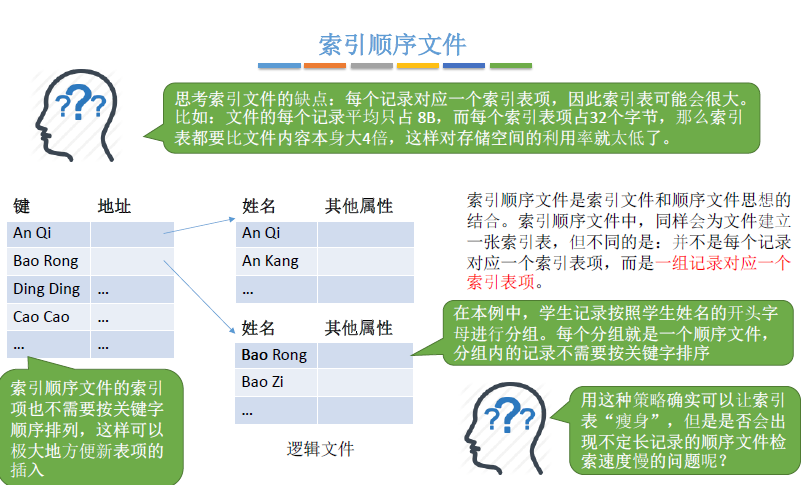 索引顺序文件
???
思考索引文件的缺点：每个记录对应一个索引表项，因此索引表可能会很大。
比如：文件的每个记录平均只占 8B，而每个索引表项占32个字节，那么索引
表都要比文件内容本身大4倍，这样对存储空间的利用率就太低了。
键 地址
An Qi
Bao Rong
Ding Ding …
Cao Cao …
… …
姓名 其他属性
An Qi
An Kang
…
姓名 其他属性
Bao Rong
Bao Zi
…
逻辑文件
索引顺序文件是索引文件和顺序文件思想的
结合。索引顺序文件中，同样会为文件建立
一张索引表，但不同的是：并不是每个记录
对应一个索引表项，而是一组记录对应一个
索引表项。
在本例中，学生记录按照学生姓名的开头字
母进行分组。每个分组就是一个顺序文件，
分组内的记录不需要按关键字排序
索引顺序文件的索引
项也不需要按关键字
顺序排列，这样可以
极大地方便新表项的
插入
???
用这种策略确实可以让索引
表“瘦身”，但是是否会出
现不定长记录的顺序文件检
索速度慢的问题呢？